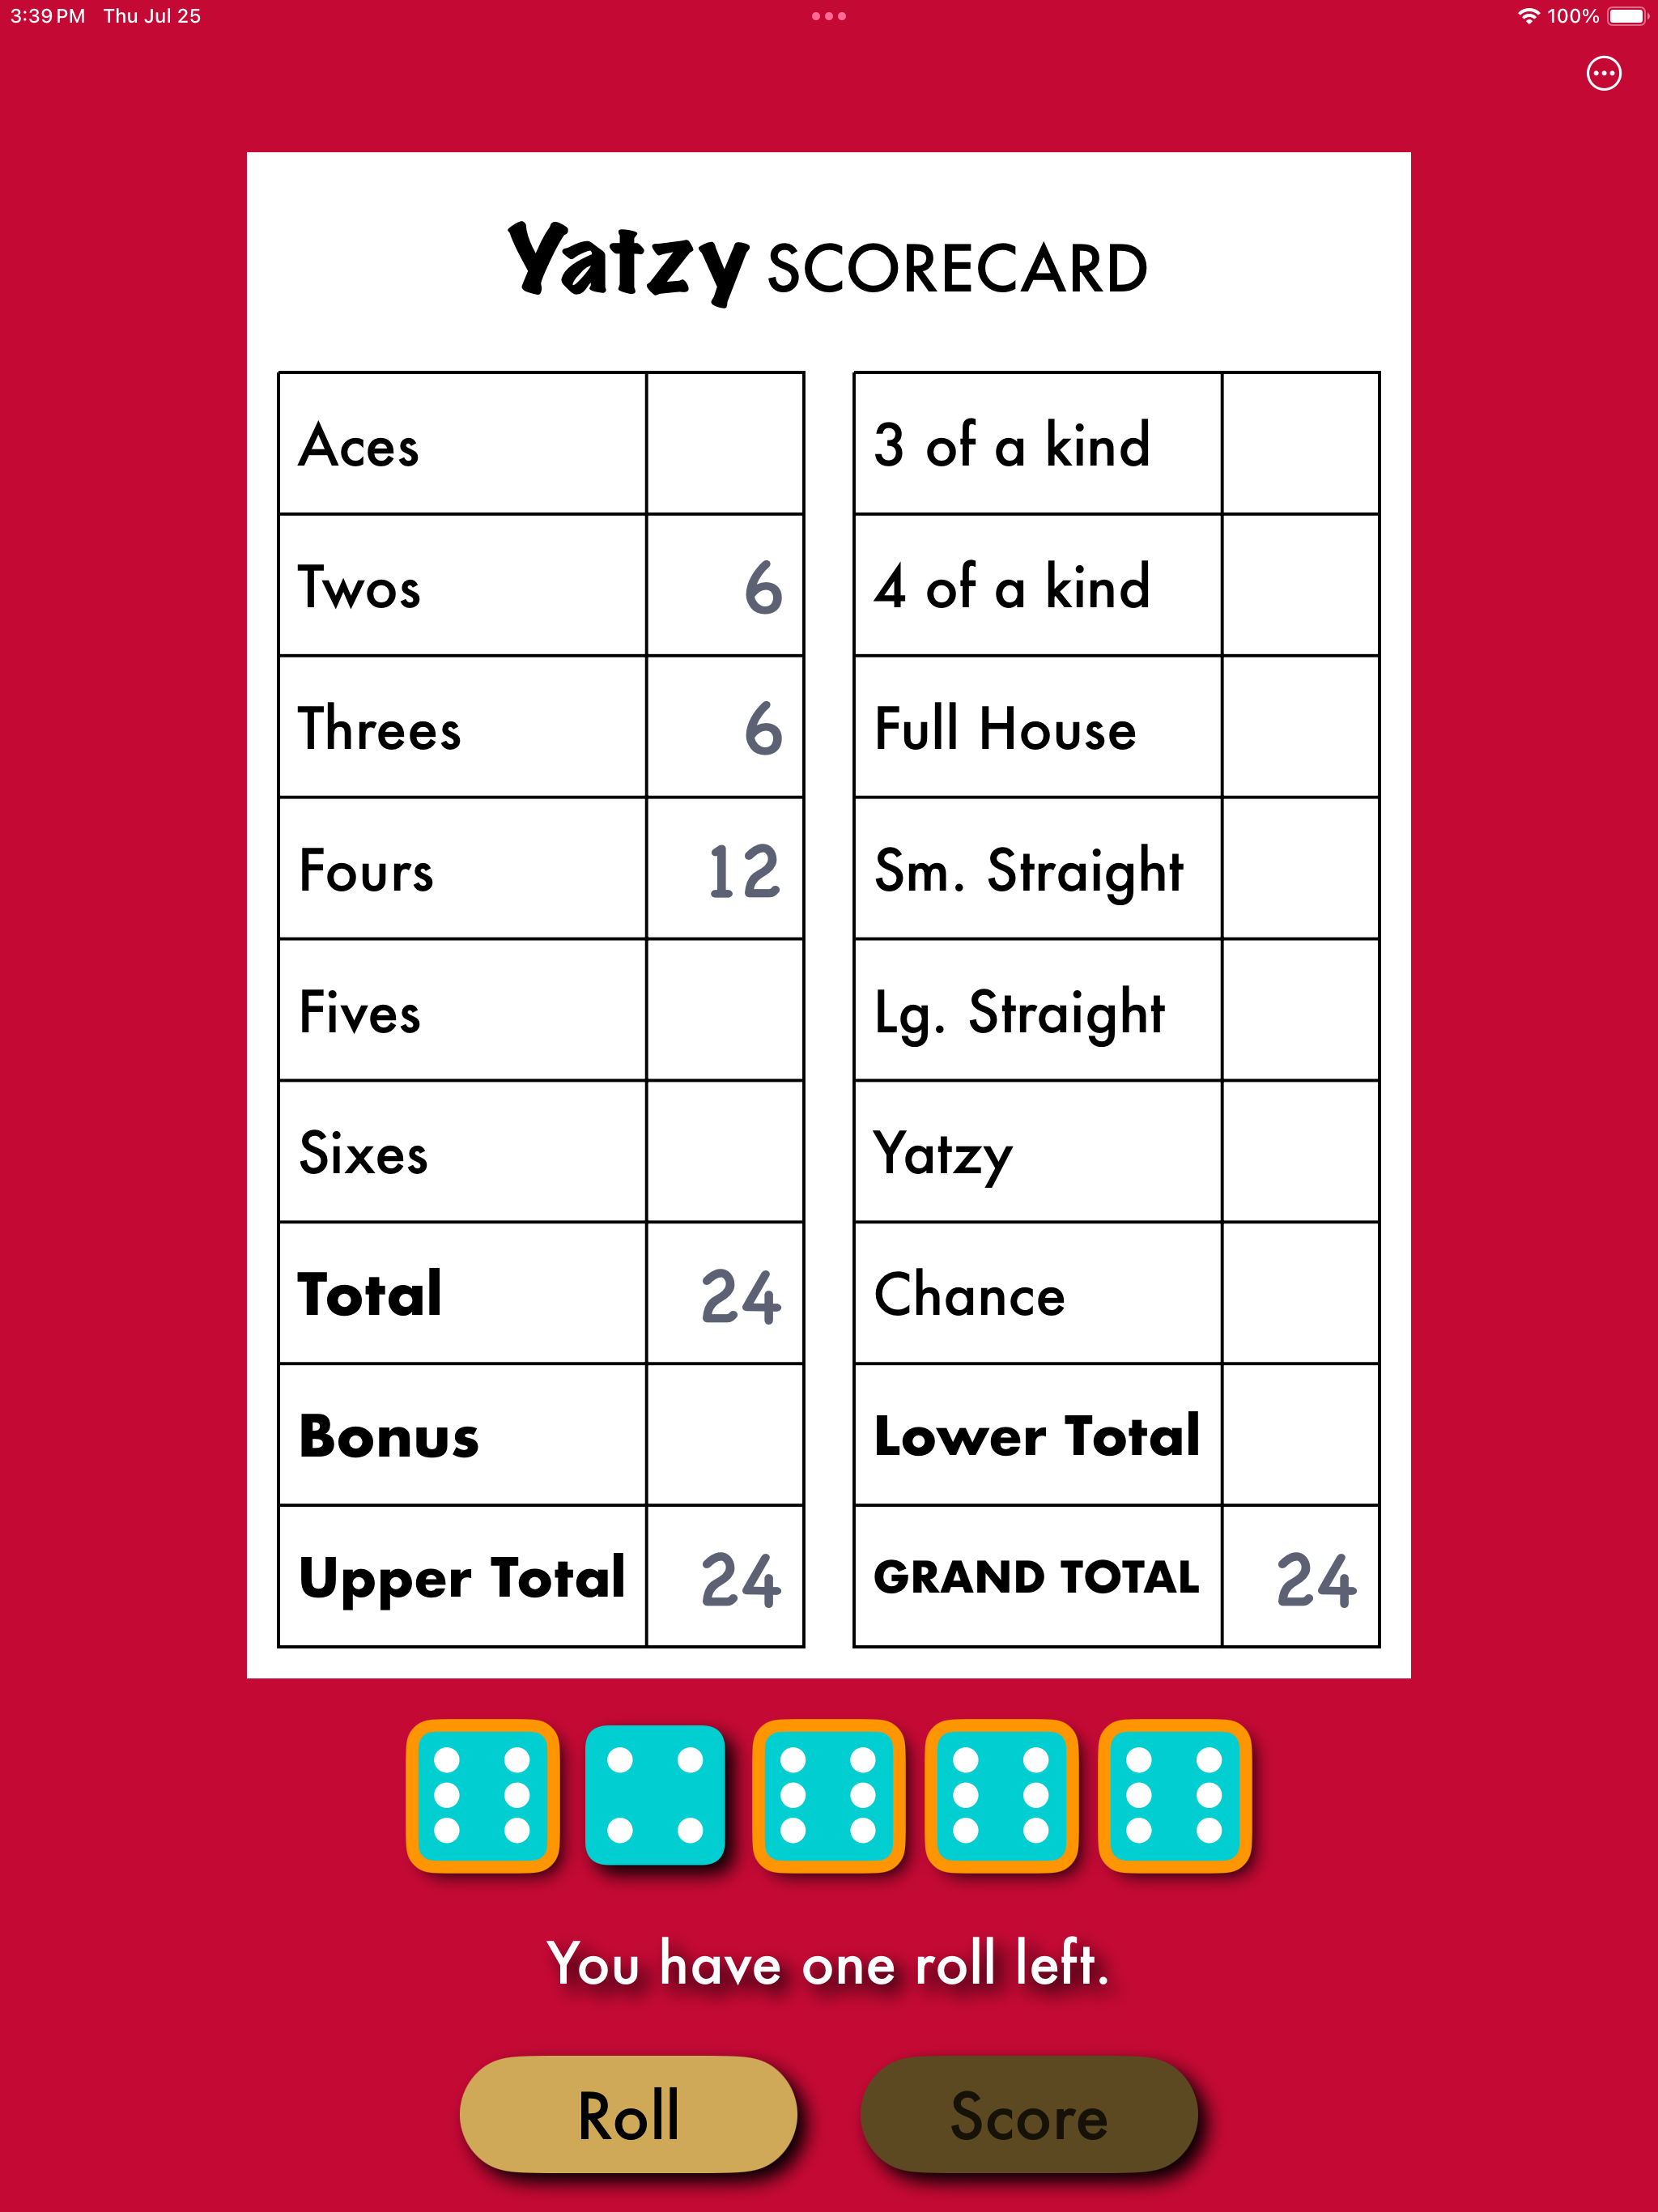 3:39 PM Thu Jul 25
100%
Yatzy SCORECARD
Aces
Twos 6
Threes 6
Fours 12
Fives
Sixes
Total 24
Bonus
Upper Total 24
3 of a kind
4 of a kind
Full House
Sm. Straight
Lg. Straight
Yatzy
Chance
Lower Total
GRAND TOTAL 24
You have one roll left.
Roll
Score